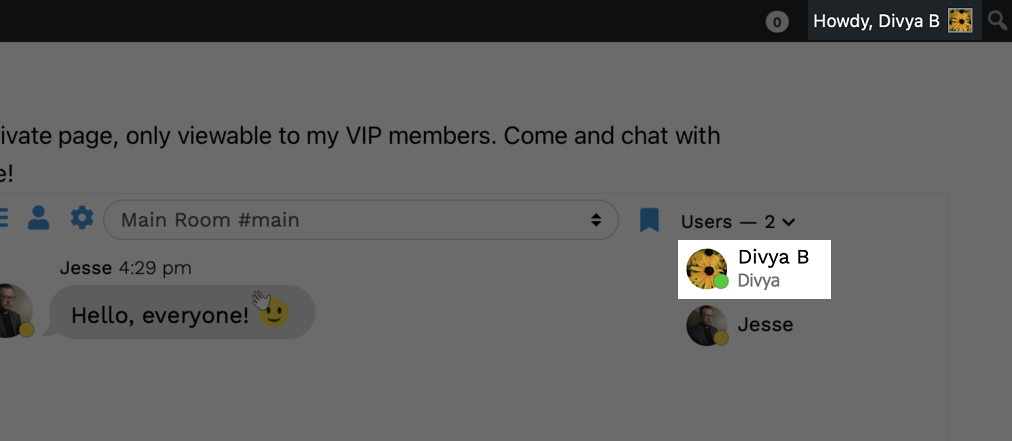 0
Howdy, Divya B
ivate page, only viewable to my VIP members. Come and chat with
e!
Main Room #main
Users — 2
Divya B
Divya
Jesse 4:29 pm
Hello, everyone!
Jesse